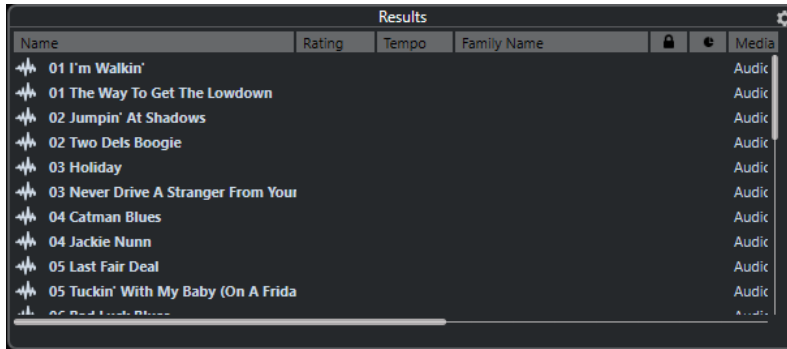 Results
Name Rating Tempo Family Name Media
01 I'm Walkin' Audic
01 The Way To Get The Lowdown Audic
02 Jumpin' At Shadows Audic
02 Two Dels Boogie Audic
03 Holiday Audic
03 Never Drive A Stranger From Your Audic
04 Catman Blues Audic
04 Jackie Nunn Audic
05 Last Fair Deal Audic
05 Tuckin' With My Baby (On A Frida Audic